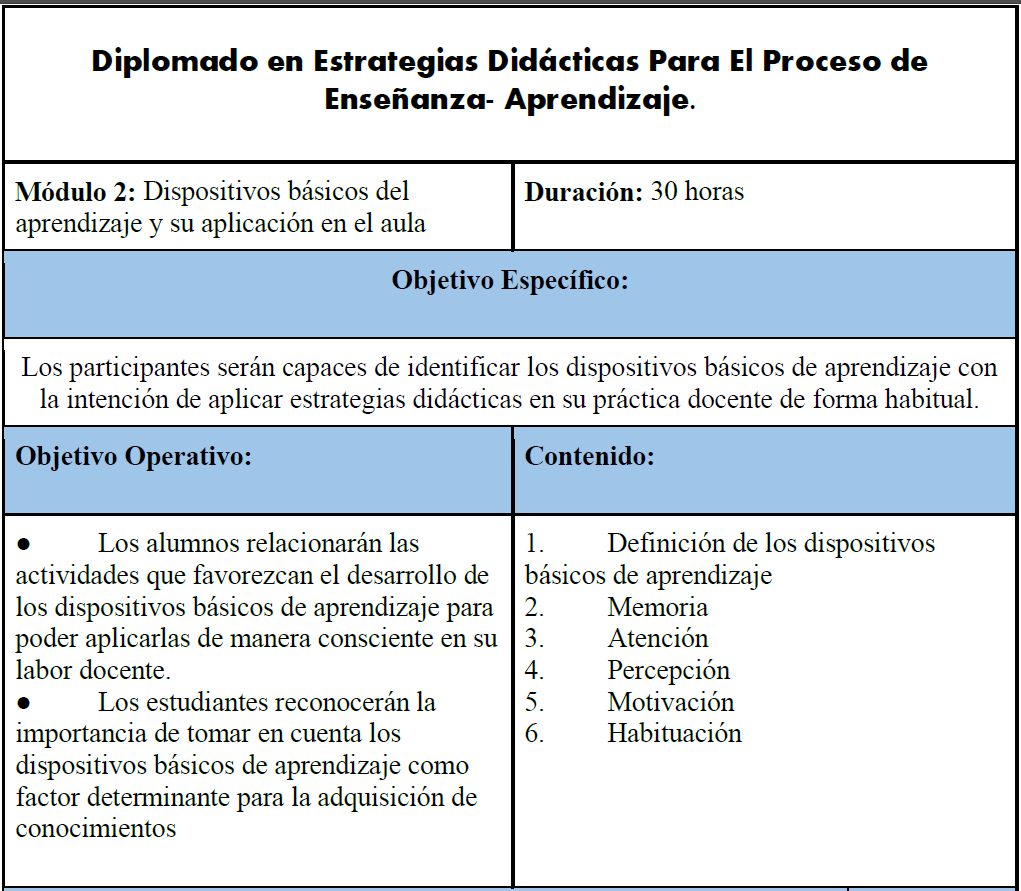 Diplomado en Estrategias Didácticas Para El Proceso de
Enseñanza- Aprendizaje.
Módulo 2: Dispositivos básicos del
aprendizaje y su aplicación en el aula
Duración: 30 horas
Objetivo Específico:
Los participantes serán capaces de identificar los dispositivos básicos de aprendizaje con
la intención de aplicar estrategias didácticas en su práctica docente de forma habitual.
Objetivo Operativo:
Contenido:
● Los alumnos relacionarán las
actividades que favorezcan el desarrollo de
los dispositivos básicos de aprendizaje para
poder aplicarlas de manera consciente en su
labor docente.
● Los estudiantes reconocerán la
importancia de tomar en cuenta los
dispositivos básicos de aprendizaje como
factor determinante para la adquisición de
conocimientos
1. Definición de los dispositivos
básicos de aprendizaje
2. Memoria
3. Atención
4. Percepción
5. Motivación
6. Habituación